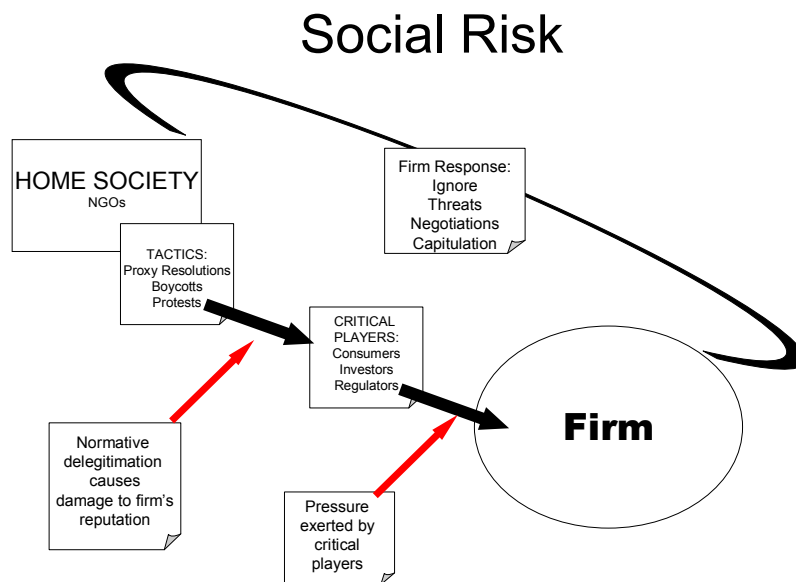 Social Risk
HOME SOCIETY
NGOs
Firm Response:
Ignore
Threats
Negotiations
Capitulation
TACTICS:
Proxy Resolutions
Boycotts
Protests
CRITICAL
PLAYERS:
Consumers
Investors
Regulators
Firm
Normative
delegitimation
causes
damage to firm's
reputation
Pressure
exerted by
critical
players